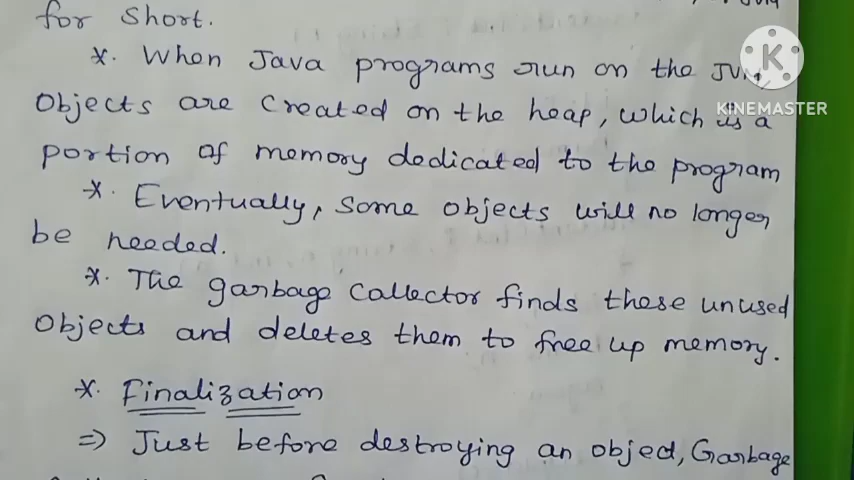 for short.
*. When Java programs run on the JVM,
Objects are created on the heap, which is a
portion of memory dedicated to the program
*. Eventually, some objects will no longer
be needed.
*. The garbage collector finds these unused
Objects and deletes them to free up memory.
*. Finalization
=> Just before destroying an object, Garbage
KINEMASTER